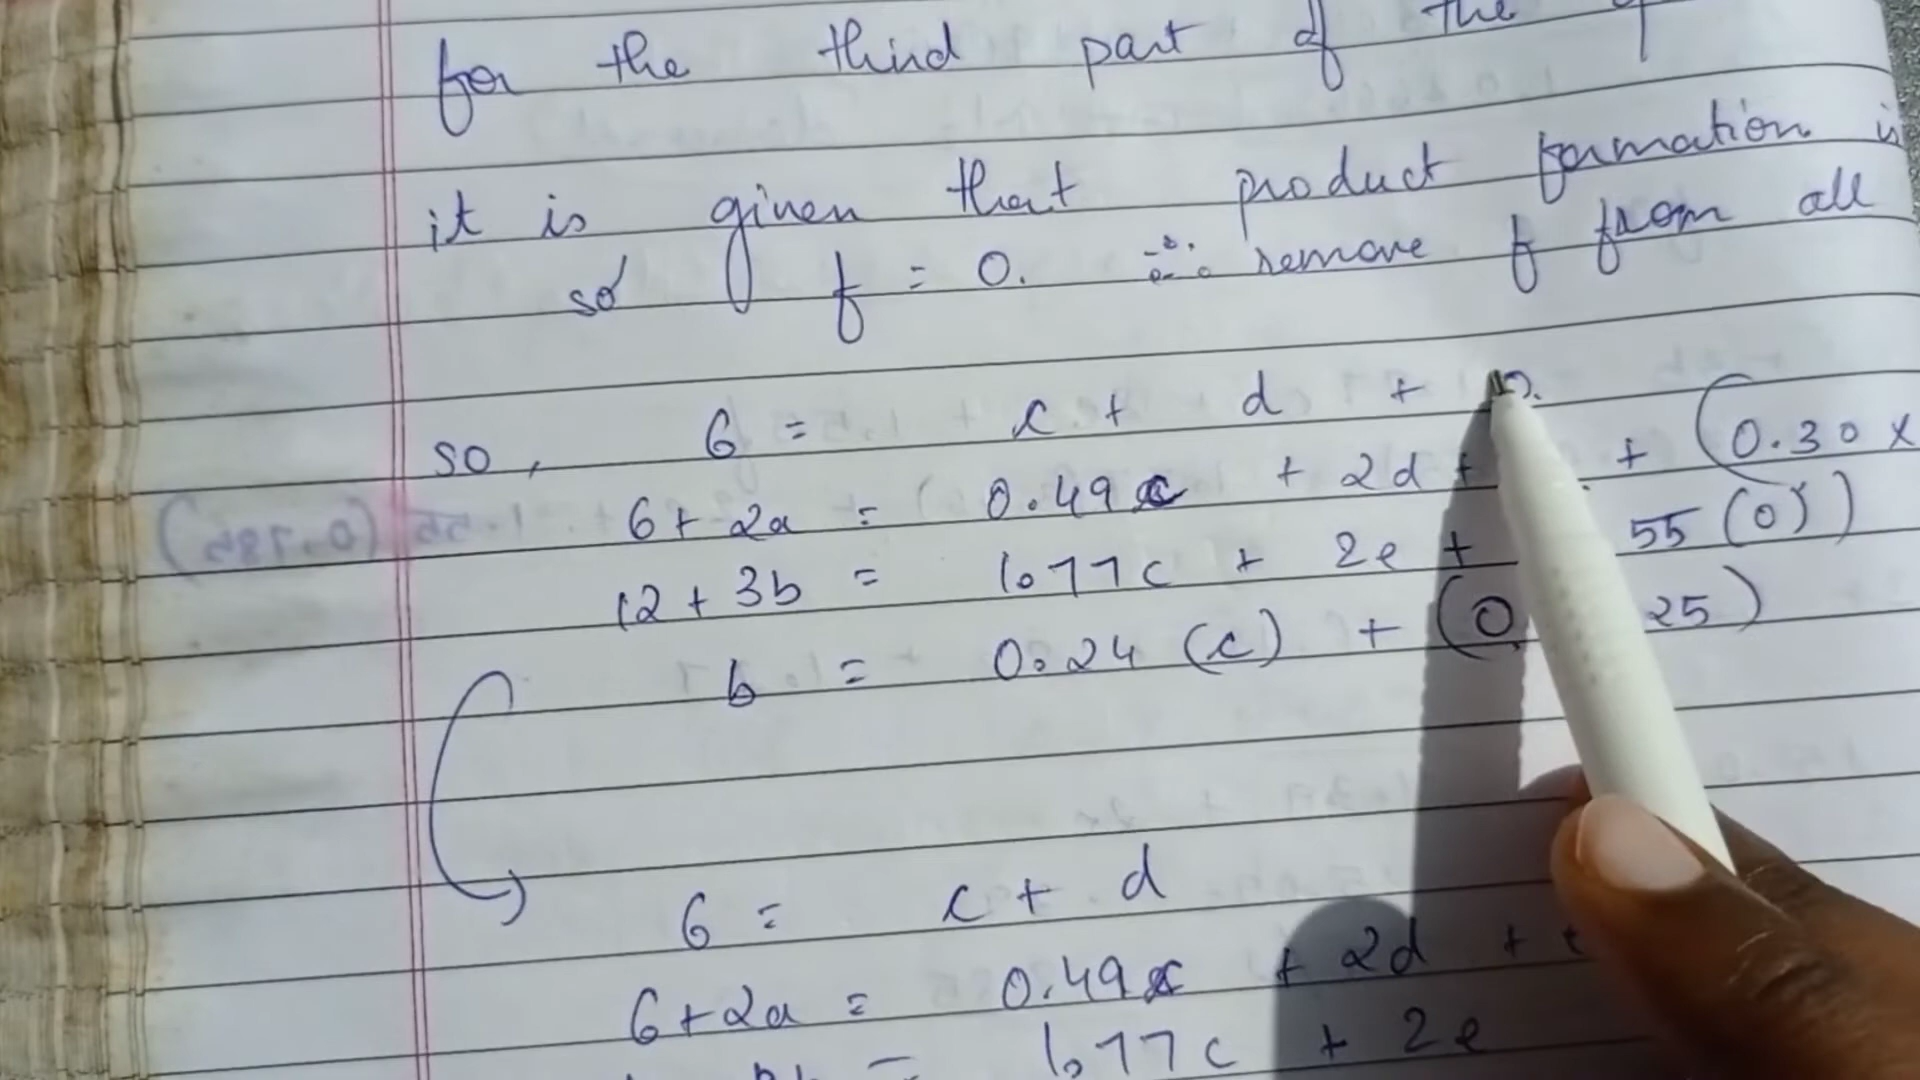 for the third part of the
it is given that product formation is
so f = 0. ∴ remove f from all
so, 6 = c + d + 0.
6 + 2a = 0.49c + 2d + + (0.30 x
12 + 3b = 1.77c + 2e + 55 (0))
b = 0.24 (c) + (0 25)
6 = c + d
6 + 2a = 0.49c + 2d +
= 1.77c + 2e